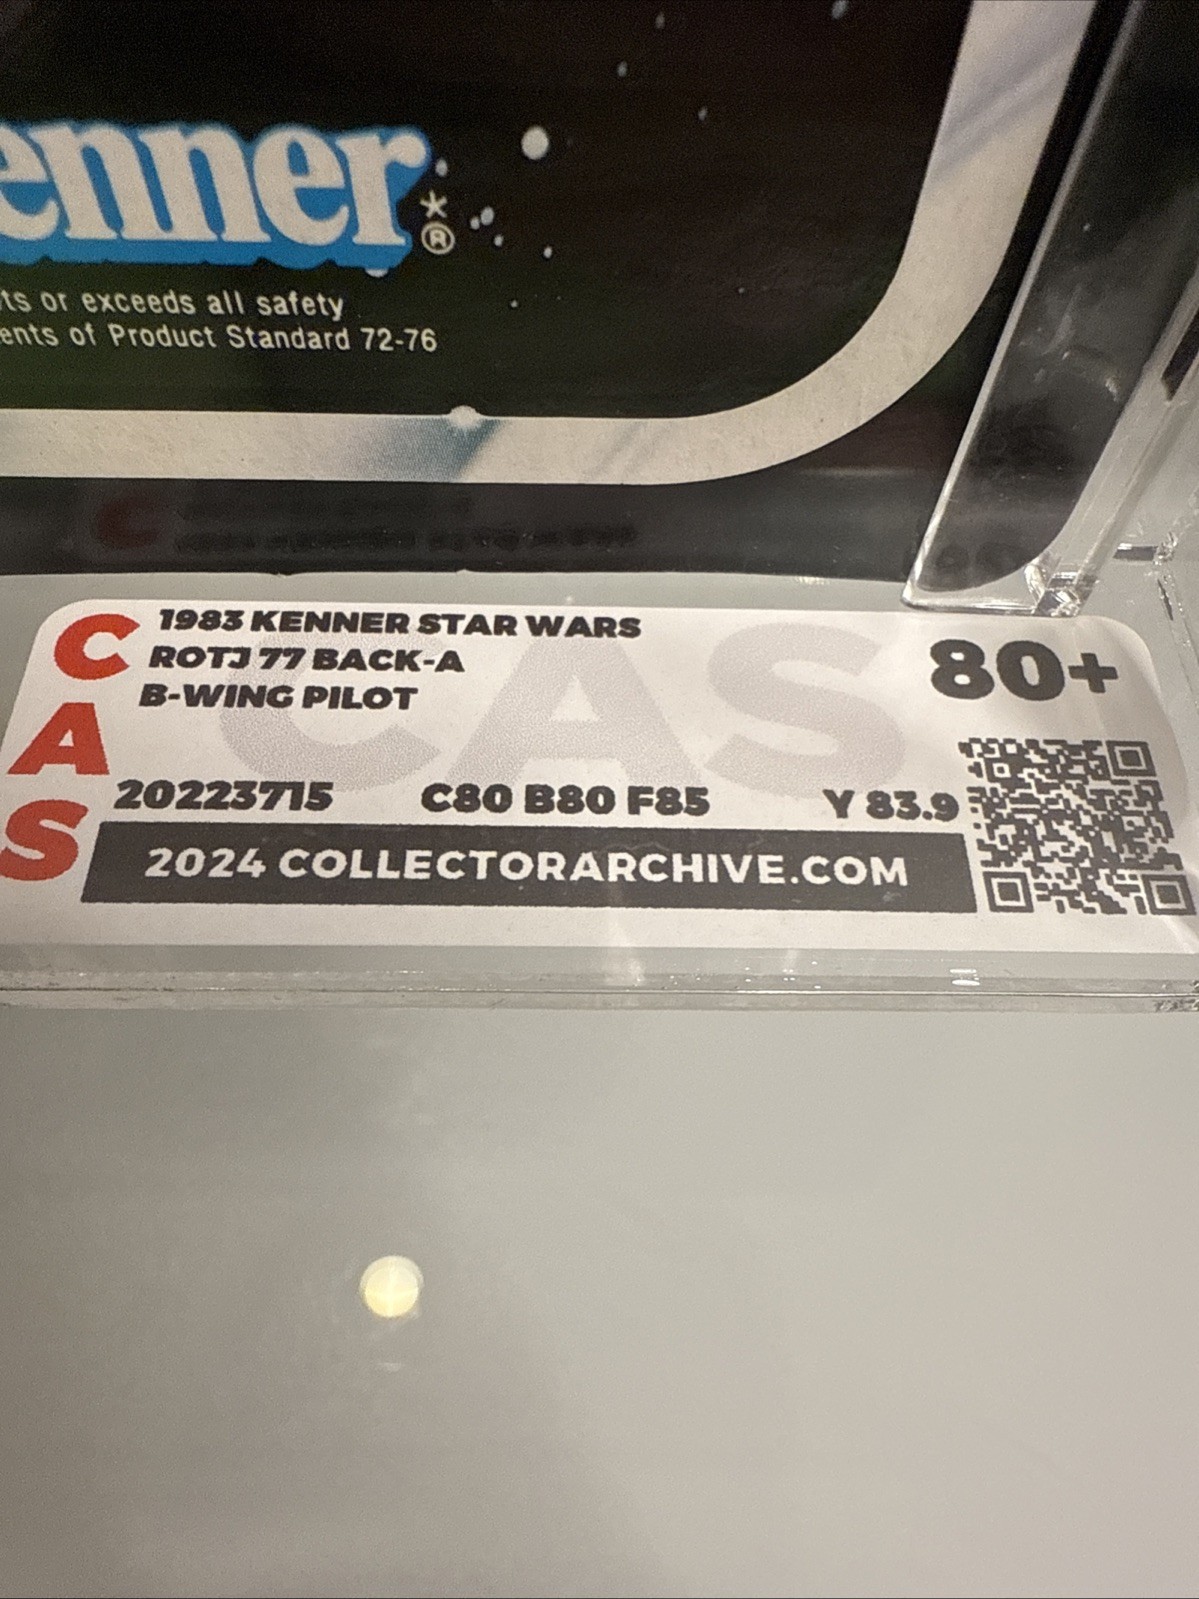 enner
*
®
ts or exceeds all safety
ents of Product Standard 72-76
CAS
1983 KENNER STAR WARS
ROTJ 77 BACK-A
B-WING PILOT
80+
20223715 C80 B80 F85 Y 83.9
2024 COLLECTORARCHIVE.COM
CAS